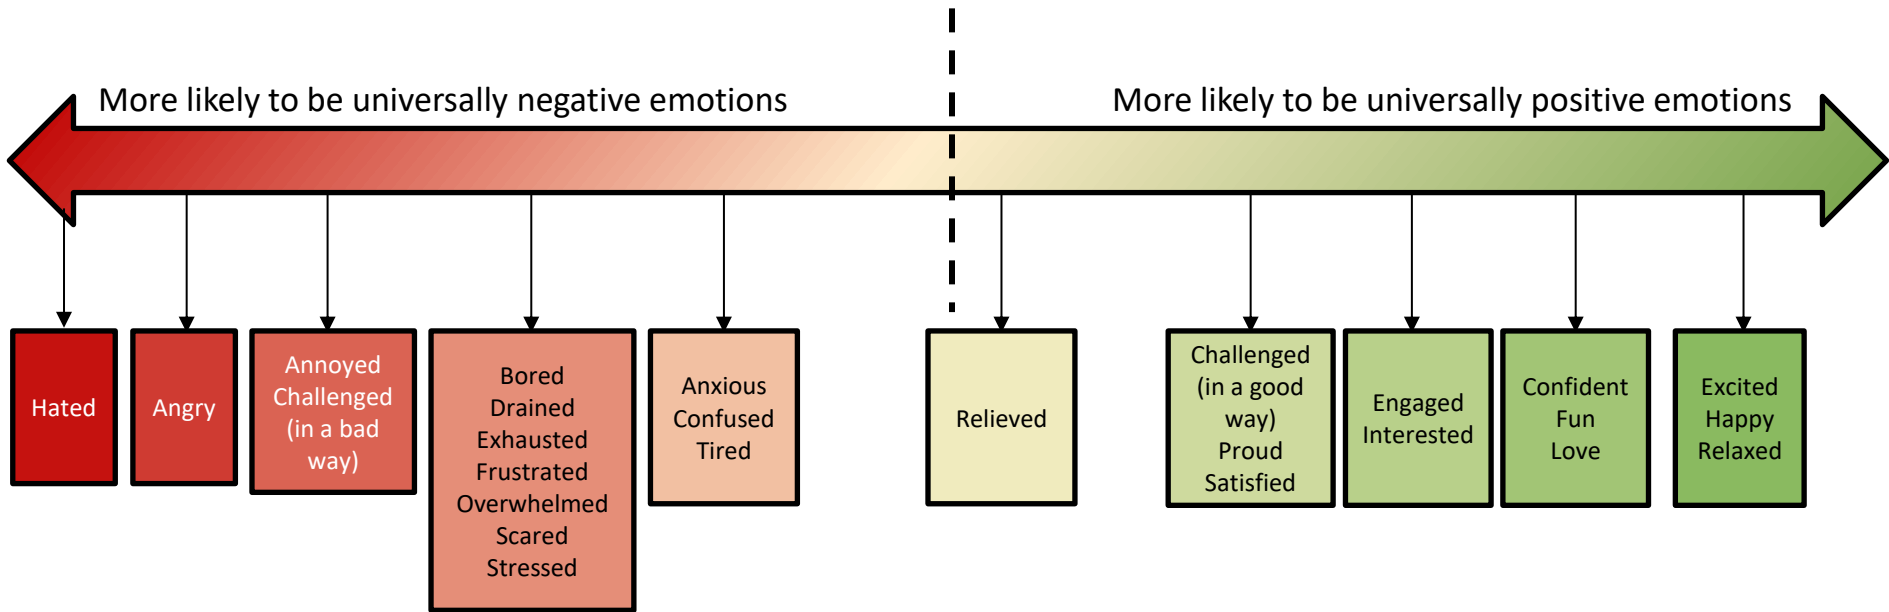 More likely to be universally negative emotions
More likely to be universally positive emotions
Hated
Angry
Annoyed
Challenged
(in a bad
way)
Bored
Drained
Exhausted
Frustrated
Overwhelmed
Scared
Stressed
Anxious
Confused
Tired
Relieved
Challenged
(in a good
way)
Proud
Satisfied
Engaged
Interested
Confident
Fun
Love
Excited
Happy
Relaxed